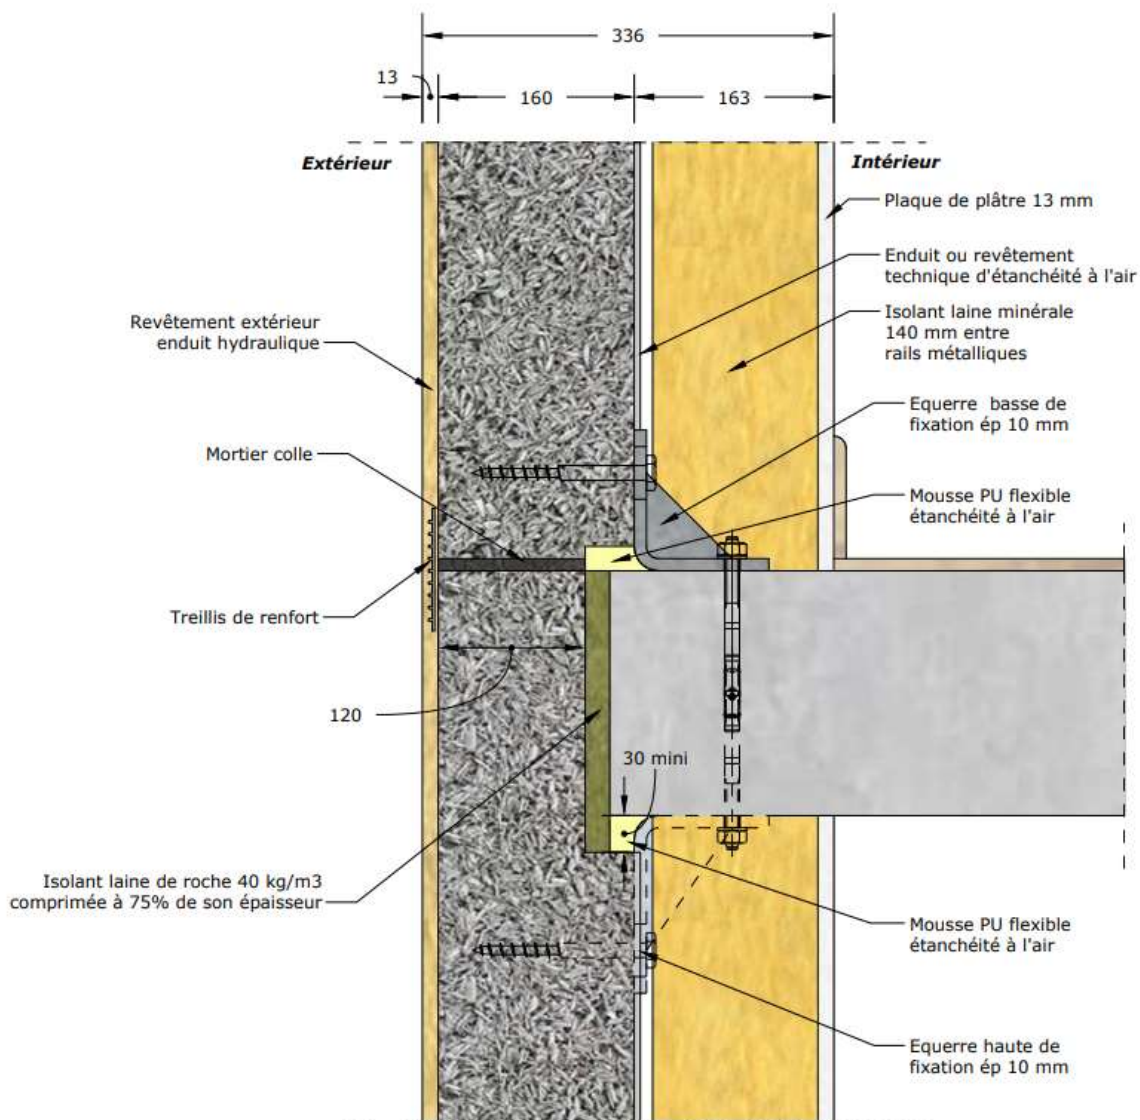 336
13
160
163
Extérieur
Intérieur
Plaque de plâtre 13 mm
Enduit ou revêtement
technique d'étanchéité à l'air
Isolant laine minérale
140 mm entre
rails métalliques
Revêtement extérieur
enduit hydraulique
Equerre basse de
fixation ép 10 mm
Mortier colle
Mousse PU flexible
étanchéité à l'air
Treillis de renfort
120
30 mini
Isolant laine de roche 40 kg/m3
comprimée à 75% de son épaisseur
Mousse PU flexible
étanchéité à l'air
Equerre haute de
fixation ép 10 mm